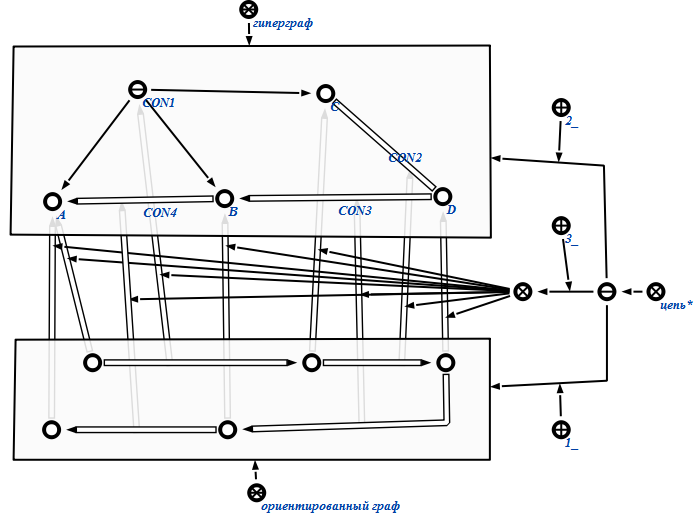 гиперграф
CON1
C
2_
CON2
A
CON4
B
CON3
D
3_
цепь*
1_
ориентированный граф